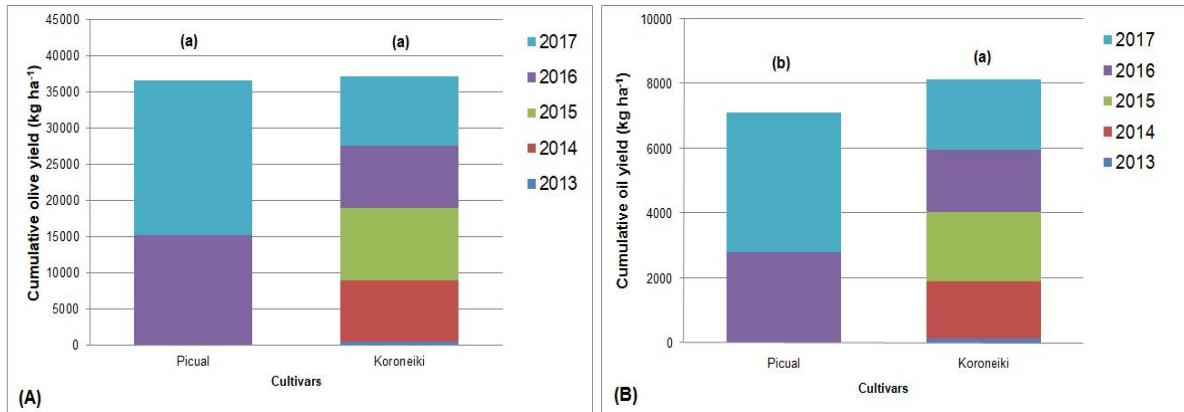 45000
40000
35000
30000
25000
20000
15000
10000
5000
0
Cumulative olive yield (kg ha⁻¹)
(a)
(a)
Picual
Koroneiki
Cultivars
2017
2016
2015
2014
2013
(A)
10000
8000
6000
4000
2000
0
Cumulative oil yield (kg ha⁻¹)
(b)
(a)
Picual
Koroneiki
Cultivars
2017
2016
2015
2014
2013
(B)